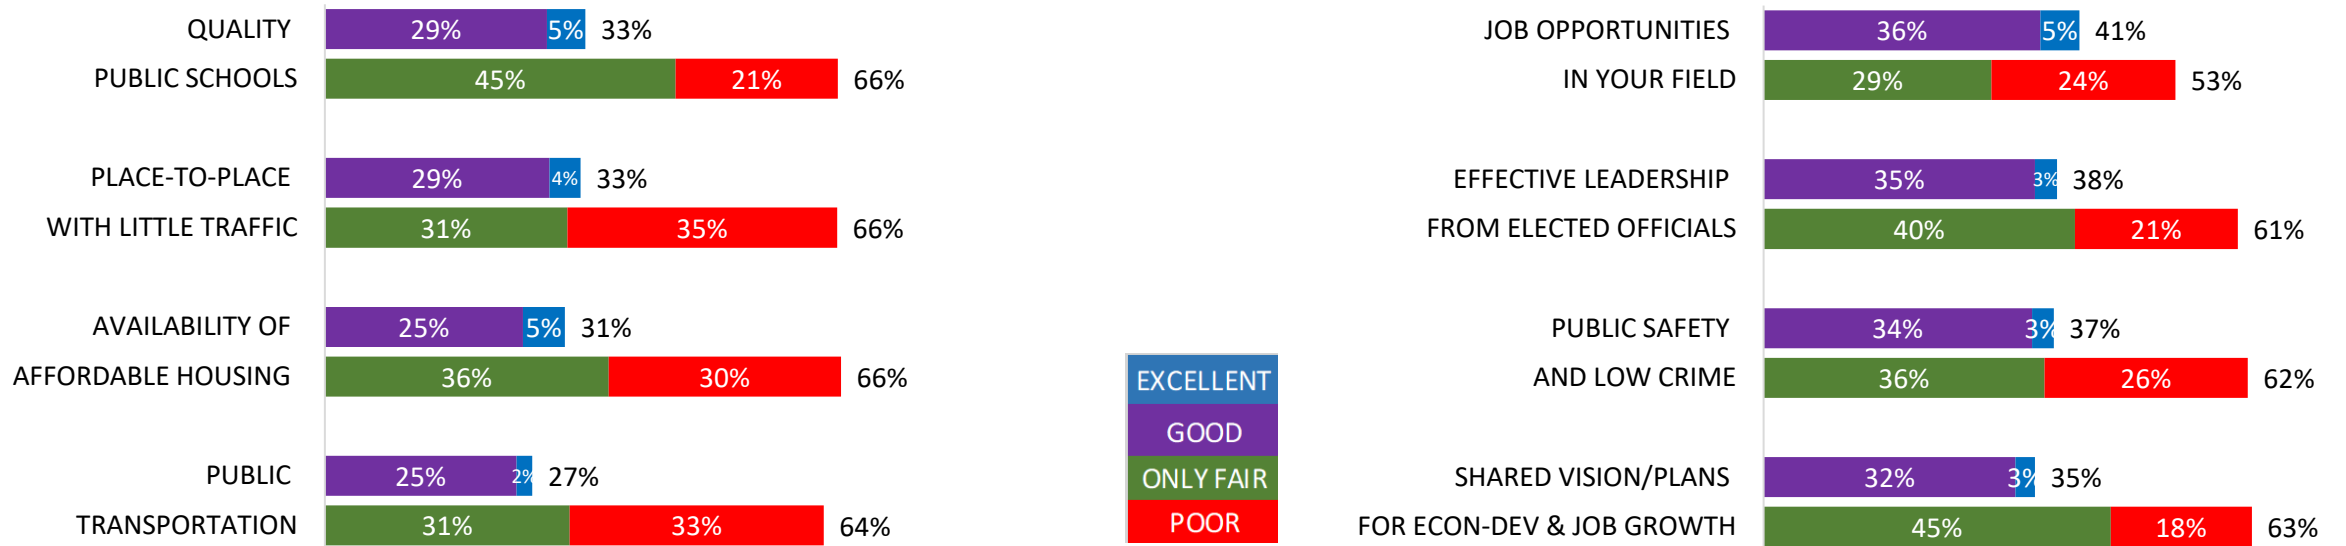 QUALITY 29% 5% 33%
PUBLIC SCHOOLS 45% 21% 66%
PLACE-TO-PLACE 29% 4% 33%
WITH LITTLE TRAFFIC 31% 35% 66%
AVAILABILITY OF 25% 5% 31%
AFFORDABLE HOUSING 36% 30% 66%
PUBLIC 25% 2% 27%
TRANSPORTATION 31% 33% 64%
EXCELLENT
GOOD
ONLY FAIR
POOR
JOB OPPORTUNITIES 36% 5% 41%
IN YOUR FIELD 29% 24% 53%
EFFECTIVE LEADERSHIP 35% 3% 38%
FROM ELECTED OFFICIALS 40% 21% 61%
PUBLIC SAFETY 34% 3% 37%
AND LOW CRIME 36% 26% 62%
SHARED VISION/PLANS 32% 3% 35%
FOR ECON-DEV & JOB GROWTH 45% 18% 63%